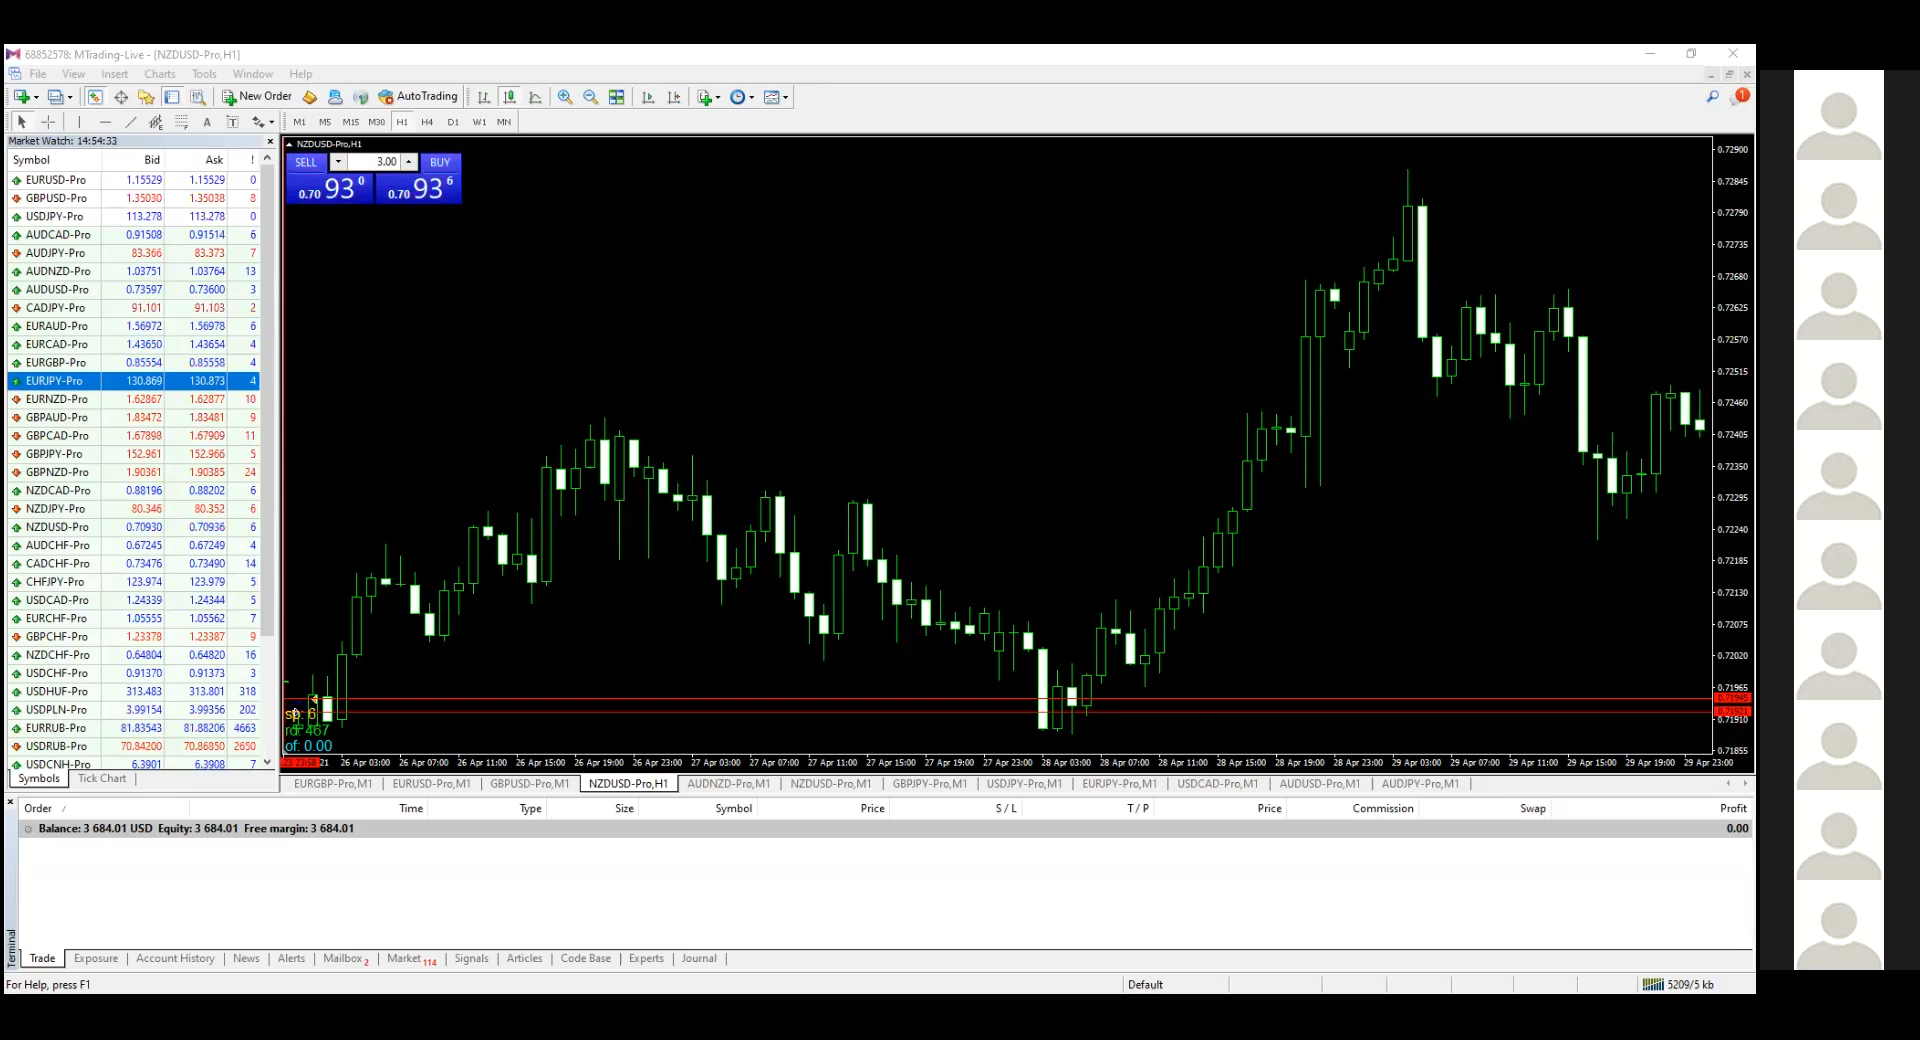 68852578: MTrading-Live - [NZDUSD-Pro,H1]
File View Insert Charts Tools Window Help
New Order AutoTrading 1
A T M1 M5 M15 M30 H1 H4 D1 W1 MN
Market Watch: 14:54:33
Symbol Bid Ask !
EURUSD-Pro 1.15529 1.15529 0
GBPUSD-Pro 1.35030 1.35038 8
USDJPY-Pro 113.278 113.278 0
AUDCAD-Pro 0.91508 0.91514 6
AUDJPY-Pro 83.366 83.373 7
AUDNZD-Pro 1.03751 1.03764 13
AUDUSD-Pro 0.73597 0.73600 3
CADJPY-Pro 91.101 91.103 2
EURAUD-Pro 1.56972 1.56978 6
EURCAD-Pro 1.43650 1.43654 4
EURGBP-Pro 0.85554 0.85558 4
EURJPY-Pro 130.869 130.873 4
EURNZD-Pro 1.62867 1.62877 10
GBPAUD-Pro 1.83472 1.83481 9
GBPCAD-Pro 1.67898 1.67909 11
GBPJPY-Pro 152.961 152.966 5
GBPNZD-Pro 1.90361 1.90385 24
NZDCAD-Pro 0.88196 0.88202 6
NZDJPY-Pro 80.346 80.352 6
NZDUSD-Pro 0.70930 0.70936 6
AUDCHF-Pro 0.67245 0.67249 4
CADCHF-Pro 0.73476 0.73490 14
CHFJPY-Pro 123.974 123.979 5
USDCAD-Pro 1.24339 1.24344 5
EURCHF-Pro 1.05555 1.05562 7
GBPCHF-Pro 1.23378 1.23387 9
NZDCHF-Pro 0.64804 0.64820 16
USDCHF-Pro 0.91370 0.91373 3
USDHUF-Pro 313.483 313.801 318
USDPLN-Pro 3.99154 3.99356 202
EURRUB-Pro 81.83543 81.88206 4663
USDRUB-Pro 70.84200 70.86850 2650
USDCNH-Pro 6.3901 6.3908 7
Symbols Tick Chart
NZDUSD-Pro,H1
SELL 3.00 BUY
0.70 93 0 0.70 93 6
0.72900
0.72845
0.72790
0.72735
0.72680
0.72625
0.72570
0.72515
0.72460
0.72405
0.72350
0.72295
0.72240
0.72185
0.72130
0.72075
0.72020
0.71965
0.71945
0.71921
0.71910
0.71855
sp: 6
rd: 467
of: 0.00
23:58 21 26 Apr 03:00 26 Apr 07:00 26 Apr 11:00 26 Apr 15:00 26 Apr 19:00 26 Apr 23:00 27 Apr 03:00 27 Apr 07:00 27 Apr 11:00 27 Apr 15:00 27 Apr 19:00 27 Apr 23:00 28 Apr 03:00 28 Apr 07:00 28 Apr 11:00 28 Apr 15:00 28 Apr 19:00 28 Apr 23:00 29 Apr 03:00 29 Apr 07:00 29 Apr 11:00 29 Apr 15:00 29 Apr 19:00 29 Apr 23:00
EURGBP-Pro,M1 EURUSD-Pro,M1 GBPUSD-Pro,M1 NZDUSD-Pro,H1 AUDNZD-Pro,M1 NZDUSD-Pro,M1 GBPJPY-Pro,M1 USDJPY-Pro,M1 EURJPY-Pro,M1 USDCAD-Pro,M1 AUDUSD-Pro,M1 AUDJPY-Pro,M1
Order Time Type Size Symbol Price S / L T / P Price Commission Swap Profit
Balance: 3 684.01 USD Equity: 3 684.01 Free margin: 3 684.01 0.00
Terminal
Trade Exposure Account History News Alerts Mailbox 2 Market 114 Signals Articles Code Base Experts Journal
For Help, press F1 Default 5209/5 kb